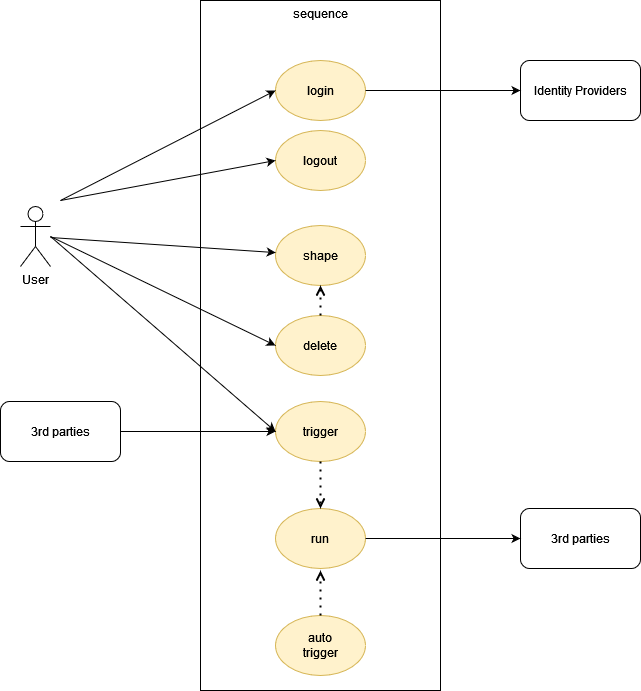 sequence
login
Identity Providers
logout
User
shape
delete
3rd parties
trigger
run
3rd parties
auto
trigger